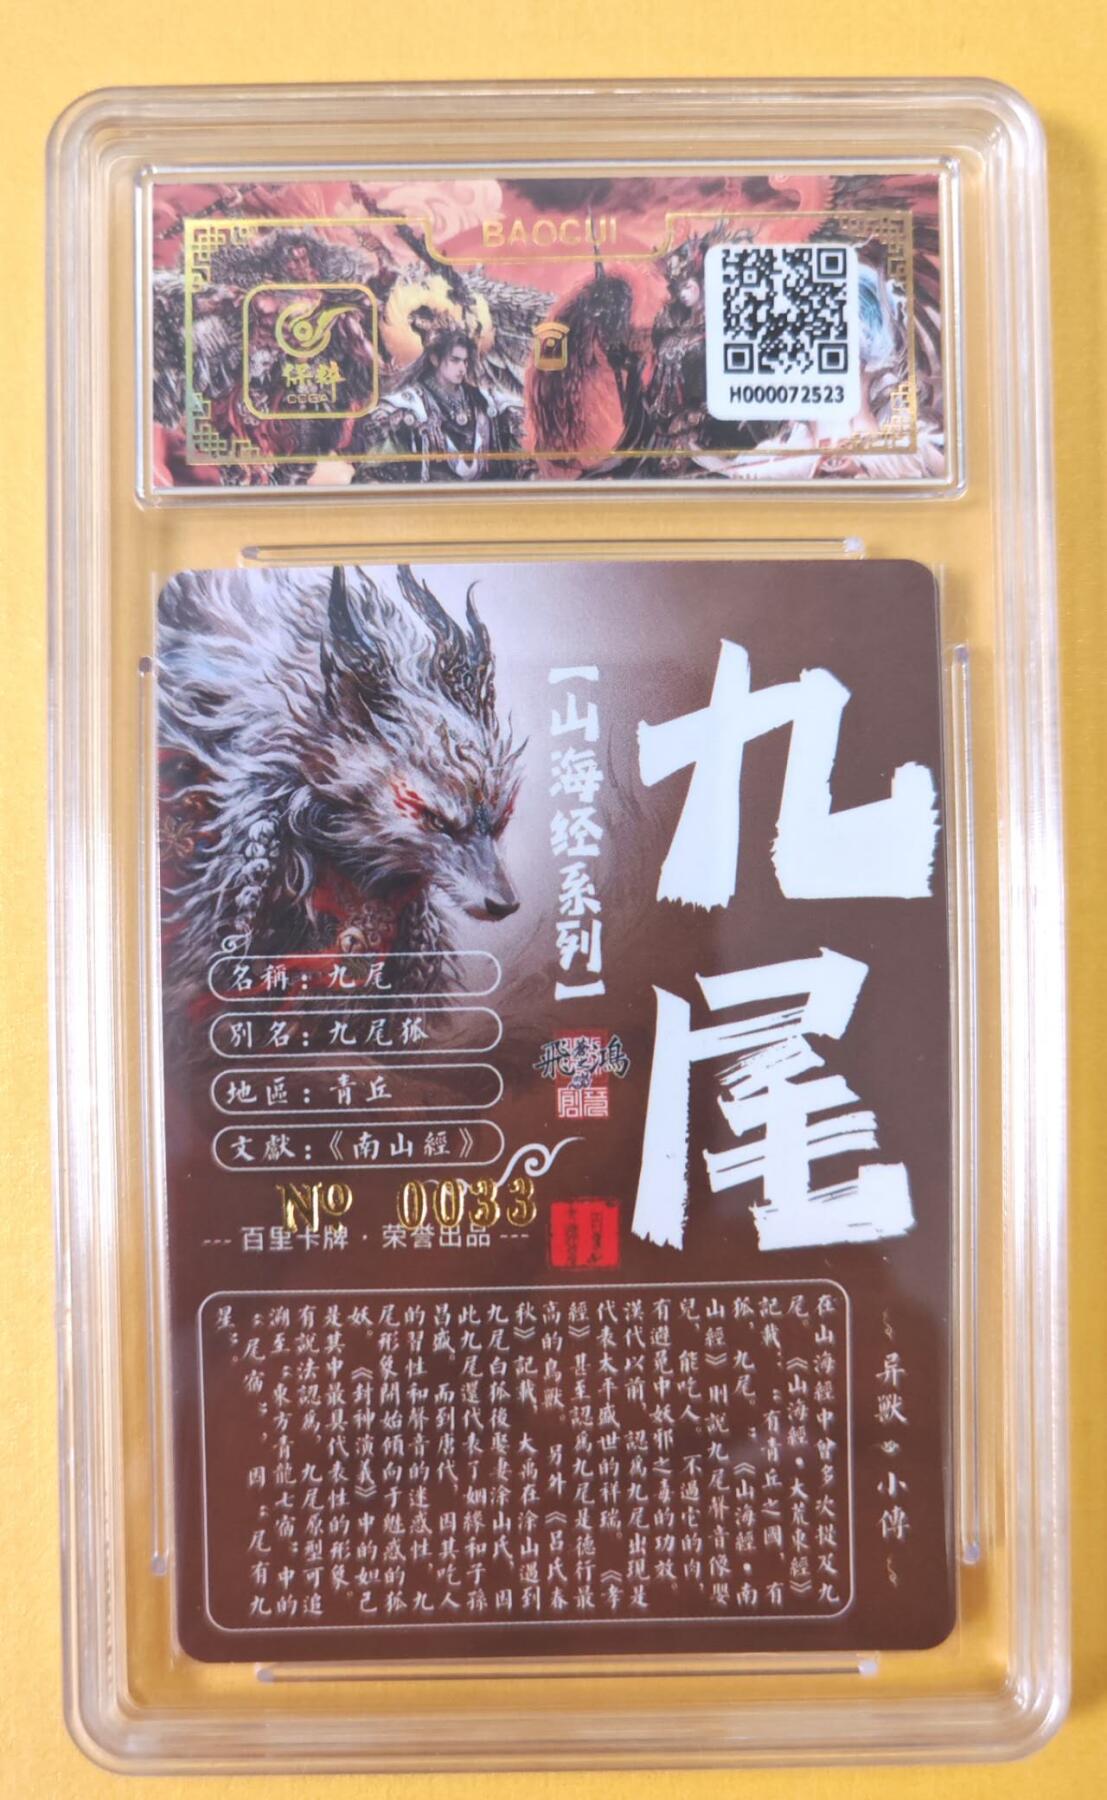 BAOGUI
保粹
H000072523
九尾
【山海经系列】
飛鴻
名稱：九尾
別名：九尾狐
地區：青丘
文獻：《南山經》
№ 0033
--- 百里卡牌 · 荣誉出品 ---
异獸 小傳
在山海經中曾多次提及九
尾。《山海經·大荒東經》
記載：：有青丘之國，有
狐，九尾。：《山海經·南
山經》則說九尾聲音像嬰
兒，能吃人。不過它的肉，
有避免中妖邪之毒的功效。
漢代以前，認爲九尾出現是
代表太平盛世的祥瑞。《孝
經》甚至認爲九尾是德行最
高的鳥獸。另外《呂氏春
秋》記載，大禹在涂山遇到
九尾白狐後娶妻涂山氏，因
此九尾還代表了姻緣和子孫
昌盛。而到唐代，因其吃人
的習性和聲音的迷惑性，九
尾形象開始傾向于魅惑的狐
妖。《封神演義》中的妲己
是其中最具代表性的形象。
有說法認爲，九尾原型可追
溯至：東方青龍七宿：中的
：尾宿：，因：尾有九
星：。